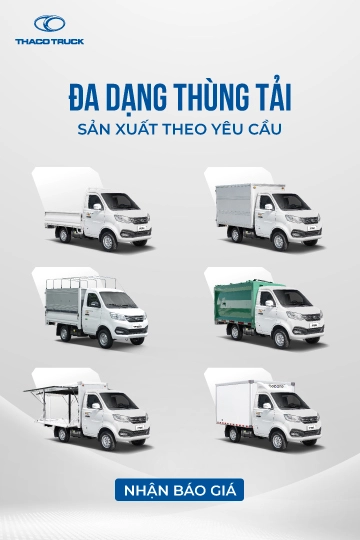 THACO TRUCK
ĐA DẠNG THÙNG TẢI
SẢN XUẤT THEO YÊU CẦU
NHẬN BÁO GIÁ